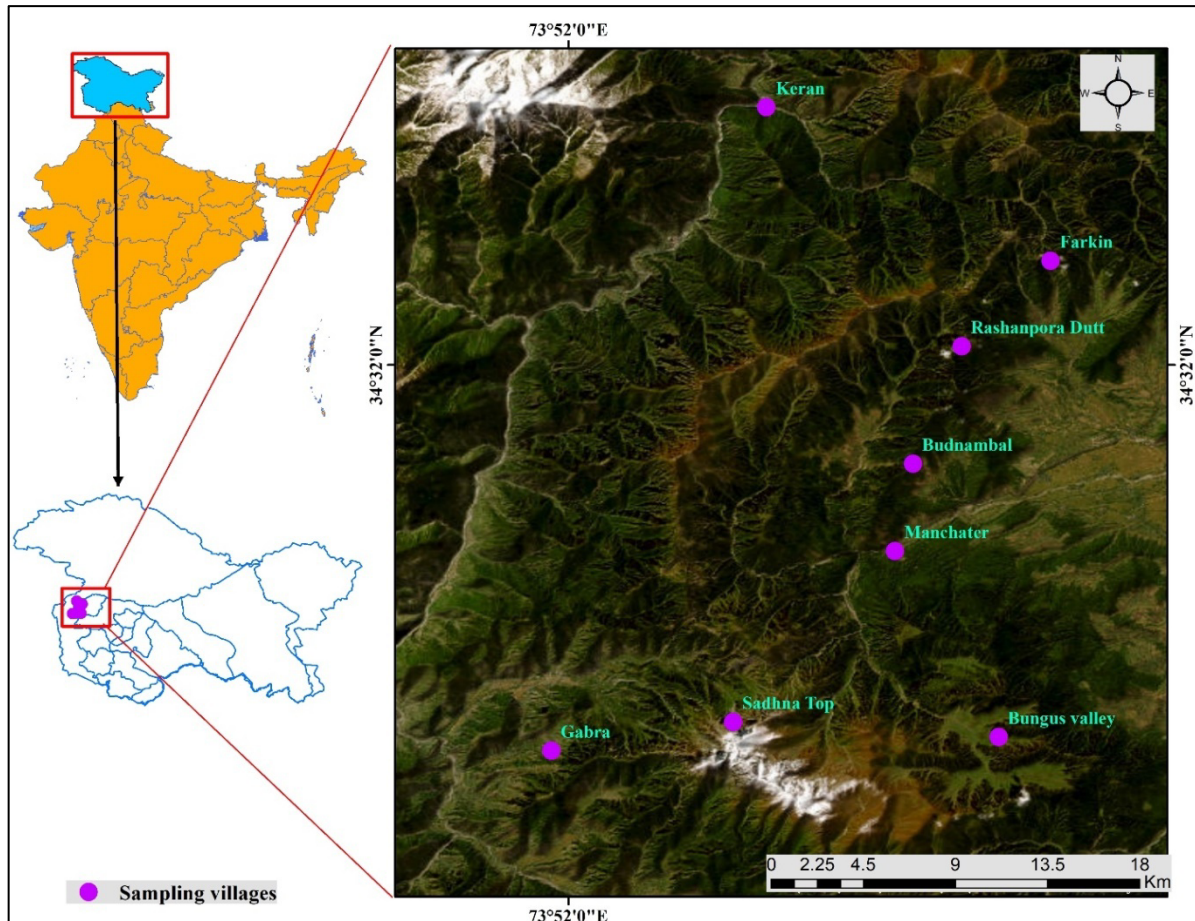 73°52'0"E
N
W E
S
Keran
Farkin
34°32'0"N
Rashanpora Dutt
34°32'0"N
Budnambal
Manchater
Sadhna Top
Bungus valley
Gabra
0 2.25 4.5 9 13.5 18
Km
Sampling villages
73°52'0"E